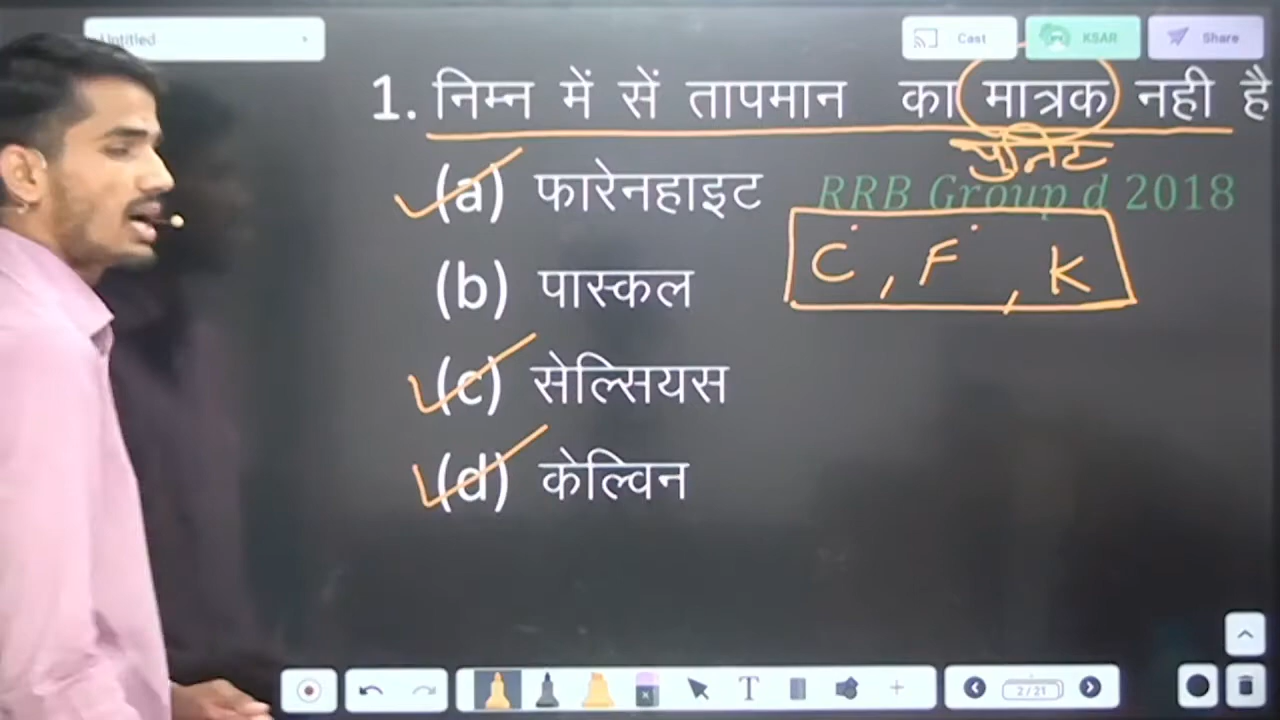 Untitled
Cast KSAR Share
1. निम्न में सें तापमान का मात्रक नही है
युनिट
(a) फारेनहाइट RRB Group d 2018
C , F , K
(b) पास्कल
(c) सेल्सियस
(d) केल्विन
T
2/21